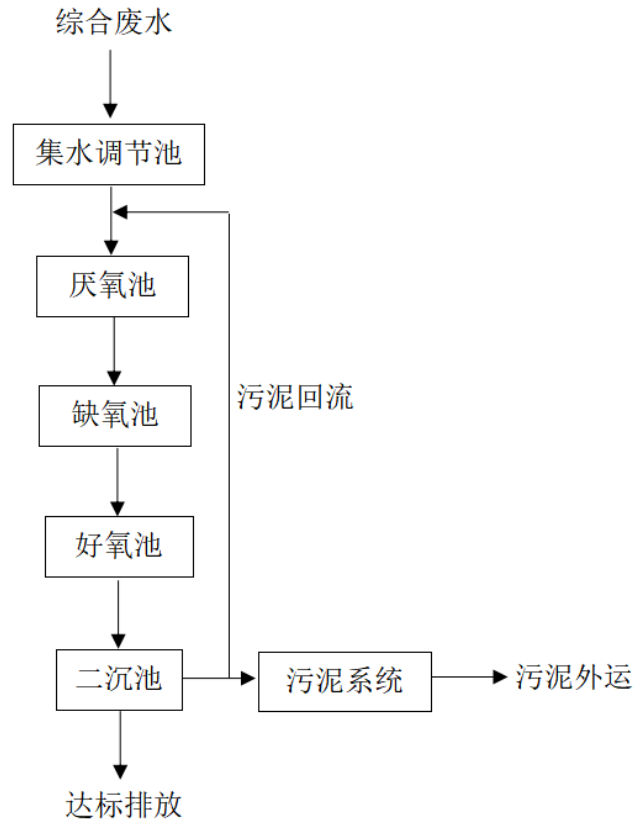 综合废水
集水调节池
厌氧池
缺氧池
污泥回流
好氧池
二沉池
污泥系统
污泥外运
达标排放